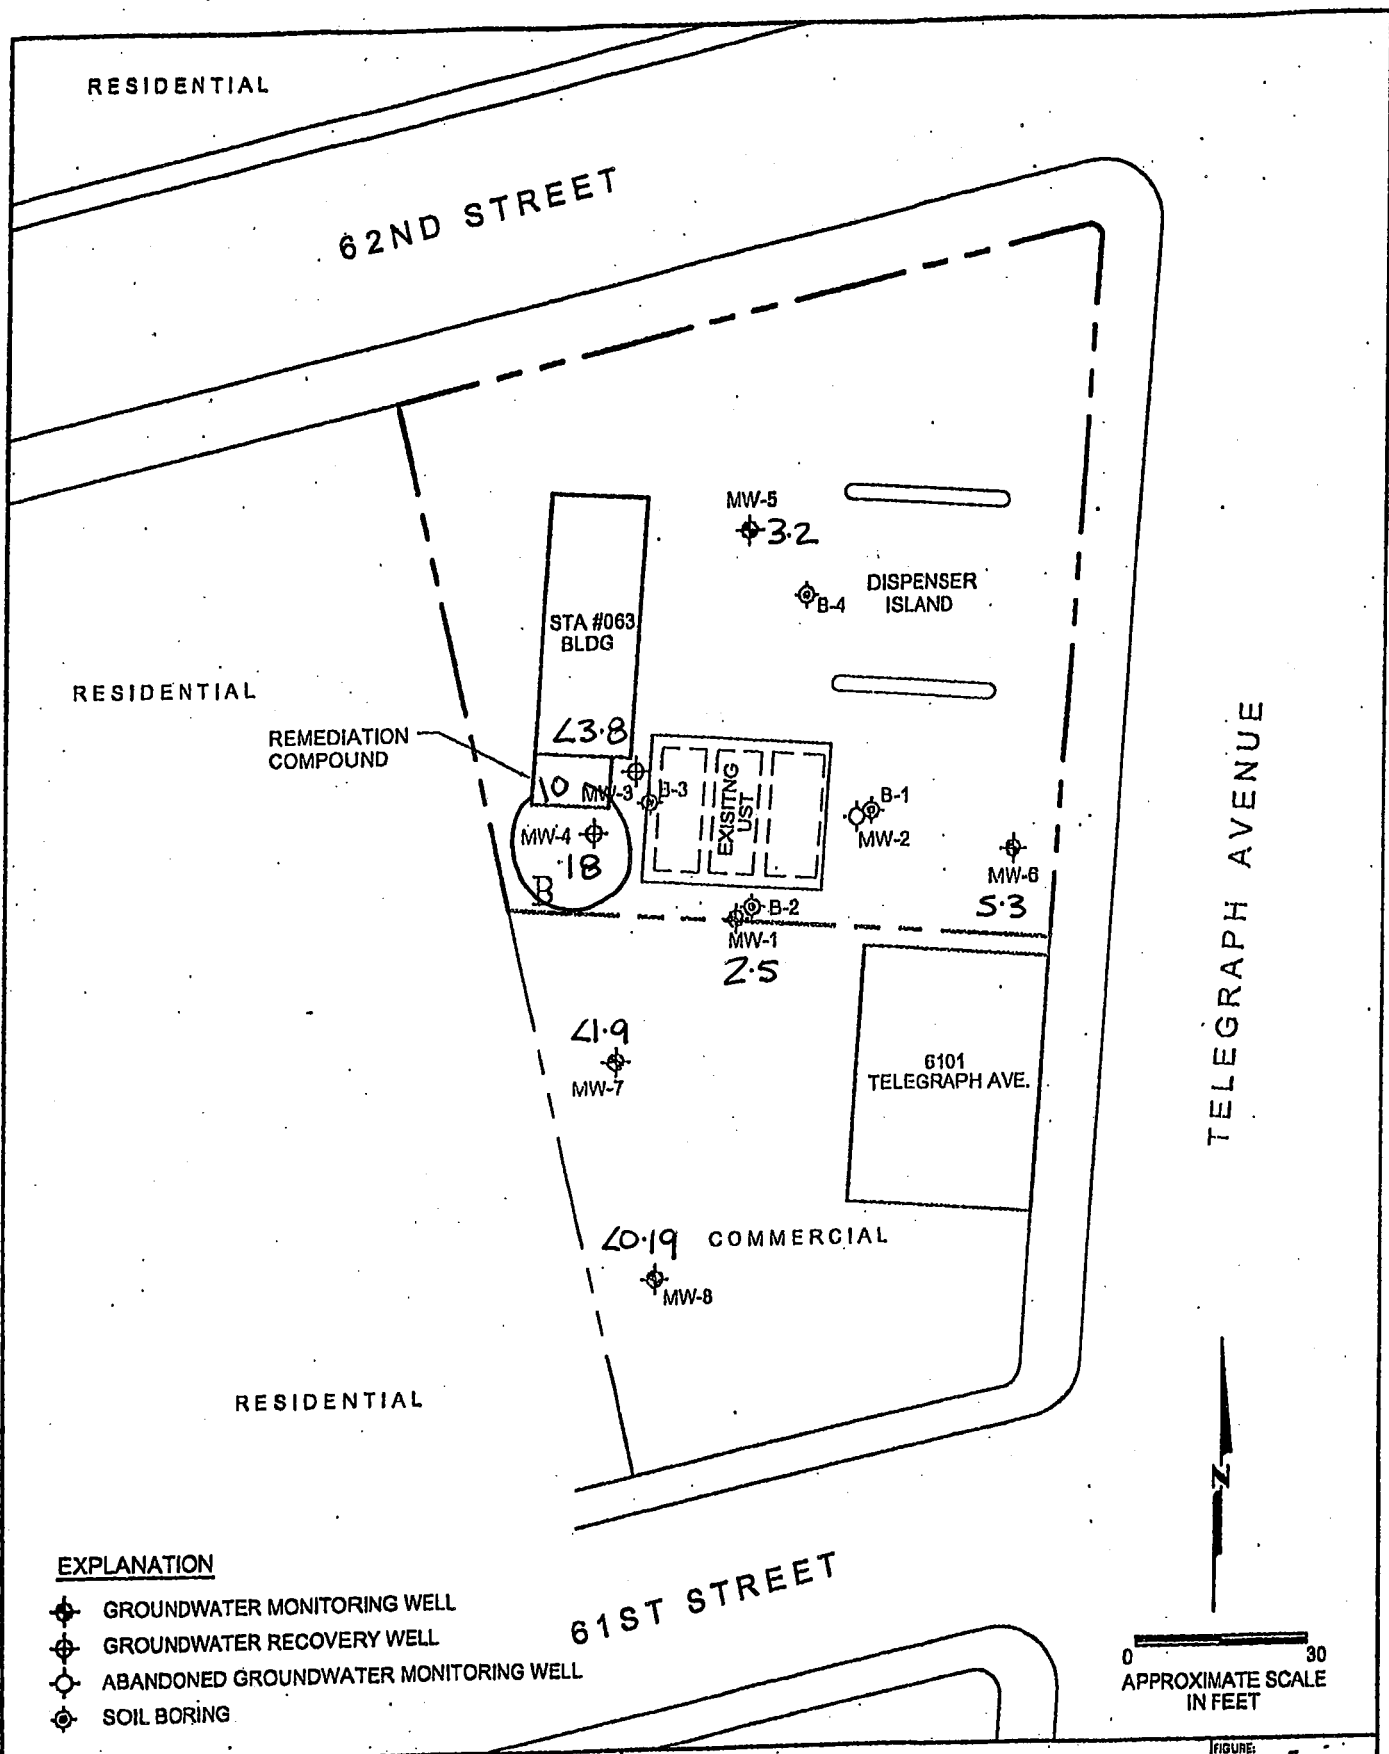 RESIDENTIAL
62ND STREET
MW-5
3.2
B-4
DISPENSER
ISLAND
STA #063
BLDG
RESIDENTIAL
REMEDIATION
COMPOUND
<3.8
10
MW-3
B-3
EXISITNG
UST
B-1
MW-2
MW-4
18
B
MW-6
5.3
B-2
MW-1
2.5
TELEGRAPH AVENUE
<1.9
MW-7
6101
TELEGRAPH AVE.
<0.19
COMMERCIAL
MW-8
RESIDENTIAL
N
EXPLANATION
GROUNDWATER MONITORING WELL
GROUNDWATER RECOVERY WELL
ABANDONED GROUNDWATER MONITORING WELL
SOIL BORING
61ST STREET
0 30
APPROXIMATE SCALE
IN FEET
FIGURE: